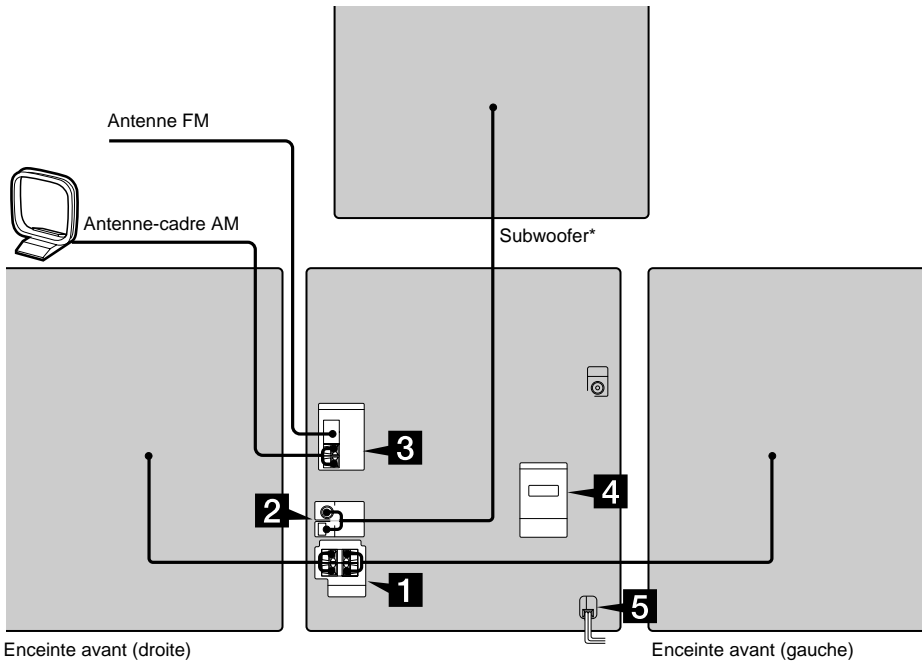 Antenne FM
Antenne-cadre AM
Subwoofer*
3
4
2
1
5
Enceinte avant (droite)
Enceinte avant (gauche)